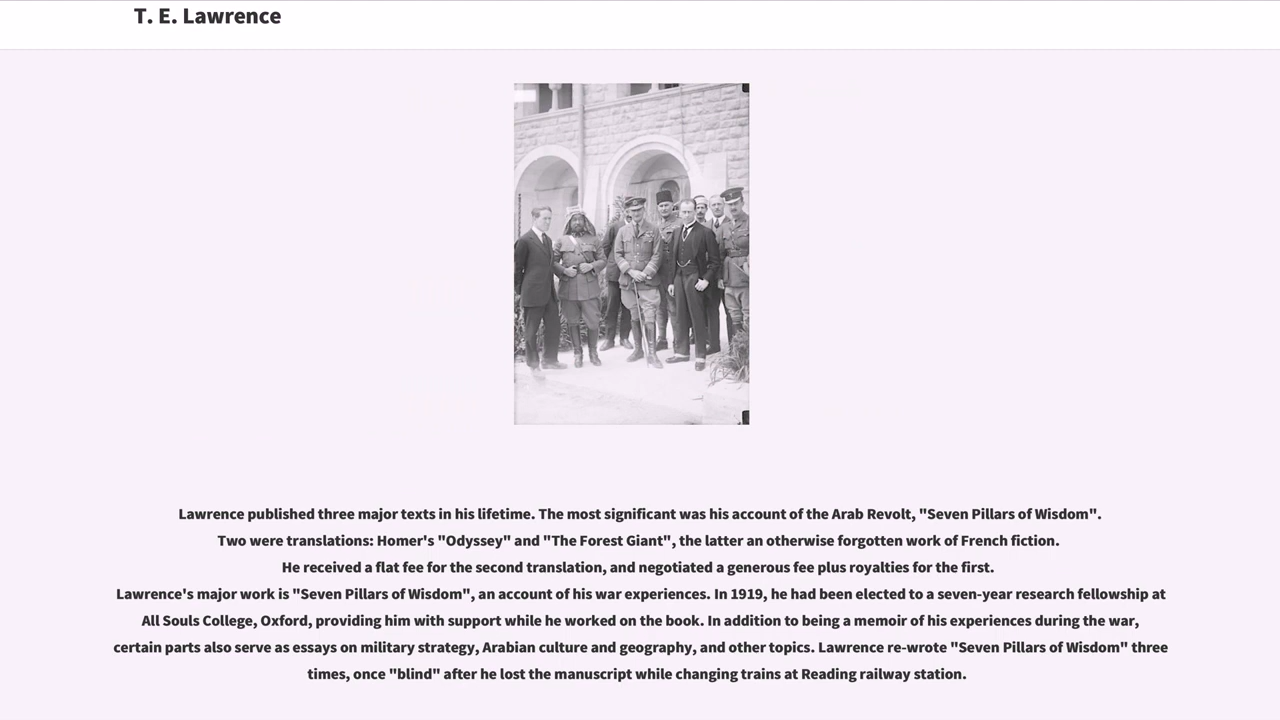 T. E. Lawrence
Lawrence published three major texts in his lifetime. The most significant was his account of the Arab Revolt, "Seven Pillars of Wisdom".
Two were translations: Homer's "Odyssey" and "The Forest Giant", the latter an otherwise forgotten work of French fiction.
He received a flat fee for the second translation, and negotiated a generous fee plus royalties for the first.
Lawrence's major work is "Seven Pillars of Wisdom", an account of his war experiences. In 1919, he had been elected to a seven-year research fellowship at
All Souls College, Oxford, providing him with support while he worked on the book. In addition to being a memoir of his experiences during the war,
certain parts also serve as essays on military strategy, Arabian culture and geography, and other topics. Lawrence re-wrote "Seven Pillars of Wisdom" three
times, once "blind" after he lost the manuscript while changing trains at Reading railway station.